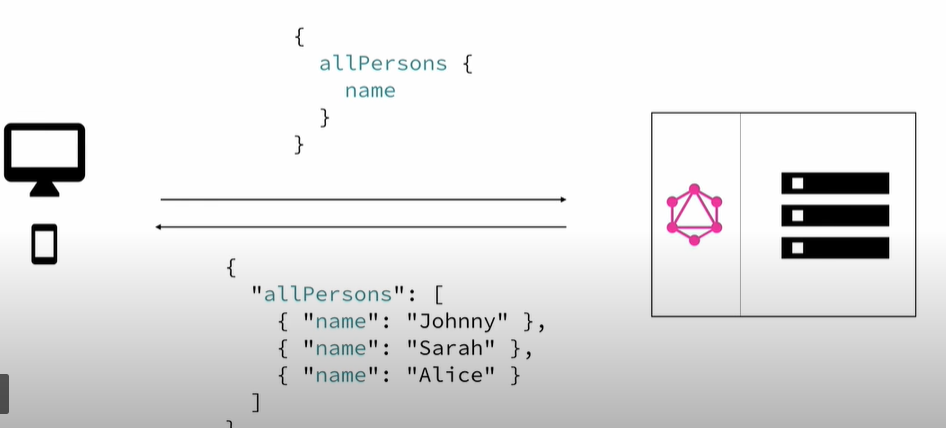 {
  allPersons {
    name
  }
}
{
  "allPersons": [
    { "name": "Johnny" },
    { "name": "Sarah" },
    { "name": "Alice" }
  ]
}